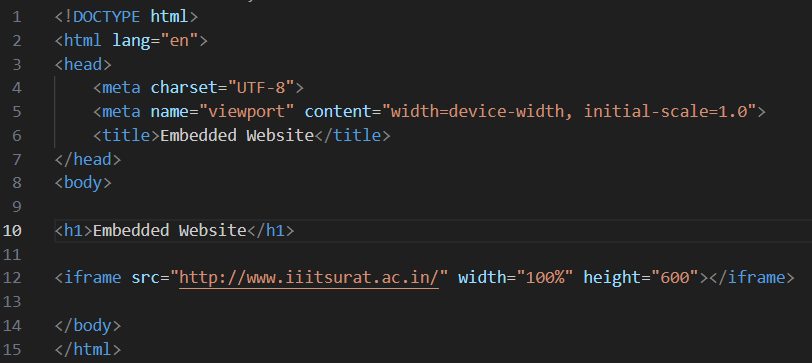 1 <!DOCTYPE html>
2 <html lang="en">
3 <head>
4     <meta charset="UTF-8">
5     <meta name="viewport" content="width=device-width, initial-scale=1.0">
6     <title>Embedded Website</title>
7 </head>
8 <body>
9
10 <h1>Embedded Website</h1>
11
12 <iframe src="http://www.iiitsurat.ac.in/" width="100%" height="600"></iframe>
13
14 </body>
15 </html>